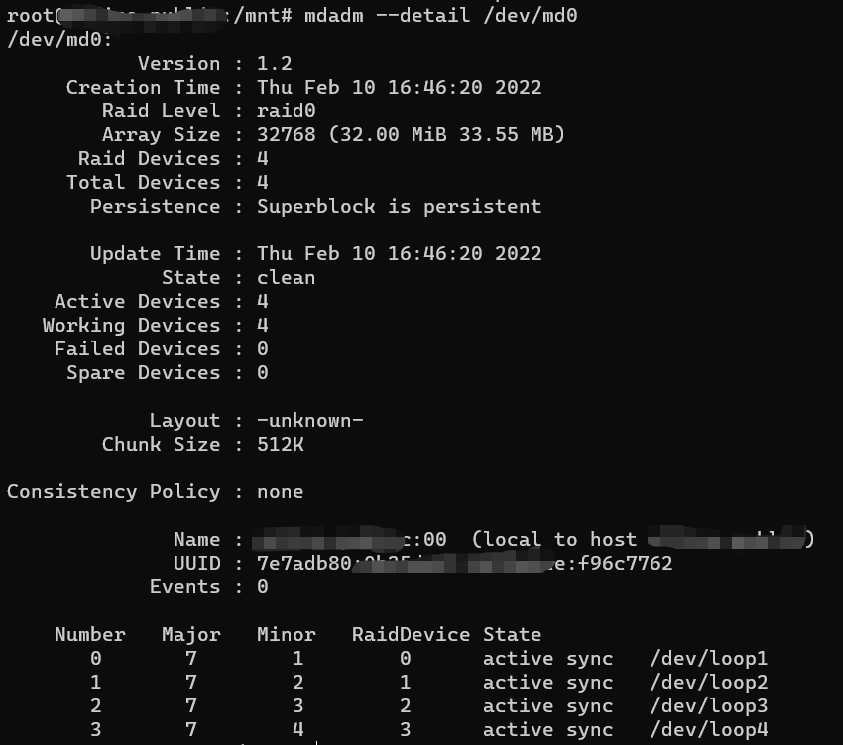 root@:/mnt# mdadm --detail /dev/md0
/dev/md0:
Version : 1.2
Creation Time : Thu Feb 10 16:46:20 2022
Raid Level : raid0
Array Size : 32768 (32.00 MiB 33.55 MB)
Raid Devices : 4
Total Devices : 4
Persistence : Superblock is persistent
Update Time : Thu Feb 10 16:46:20 2022
State : clean
Active Devices : 4
Working Devices : 4
Failed Devices : 0
Spare Devices : 0
Layout : -unknown-
Chunk Size : 512K
Consistency Policy : none
Name : :00 (local to host )
UUID : 7e7adb80: e:f96c7762
Events : 0
Number Major Minor RaidDevice State
0 7 1 0 active sync /dev/loop1
1 7 2 1 active sync /dev/loop2
2 7 3 2 active sync /dev/loop3
3 7 4 3 active sync /dev/loop4